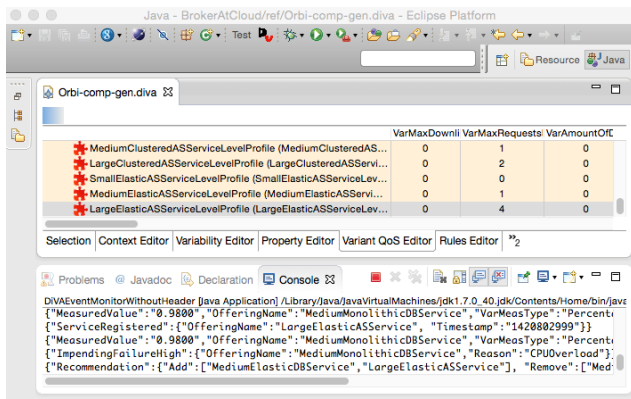 Java - BrokerAtCloud/ref/Orbi-comp-gen.diva - Eclipse Platform
Test
Resource Java
Orbi-comp-gen.diva
VarMaxDownli VarMaxRequests VarAmountOfD
MediumClusteredASServiceLevelProfile (MediumClusteredAS... 0 1 0
LargeClusteredASServiceLevelProfile (LargeClusteredASServi... 0 2 0
SmallElasticASServiceLevelProfile (SmallElasticASServiceLev... 0 0 0
MediumElasticASServiceLevelProfile (MediumElasticASServi... 0 1 0
LargeElasticASServiceLevelProfile (LargeElasticASServiceLev... 0 4 0
Selection Context Editor Variability Editor Property Editor Variant QoS Editor Rules Editor »2
Problems @ Javadoc Declaration Console
DiVAEventMonitorWithoutHeader [Java Application] /Library/Java/JavaVirtualMachines/jdk1.7.0_40.jdk/Contents/Home/bin/java
{"MeasuredValue":"0.9800","OfferingName":"MediumMonolithicDBService","VarMeasType":"Percent
{"ServiceRegistered":{"OfferingName":"LargeElasticASService", "Timestamp":"1420802999"}}
{"MeasuredValue":"0.9800","OfferingName":"MediumMonolithicDBService","VarMeasType":"Percent
{"ImpendingFailureHigh":{"OfferingName":"MediumMonolithicDBService","Reason":"CPUOverload"}}
{"Recommendation":{"Add":["MediumElasticDBService","LargeElasticASService"], "Remove":["Med